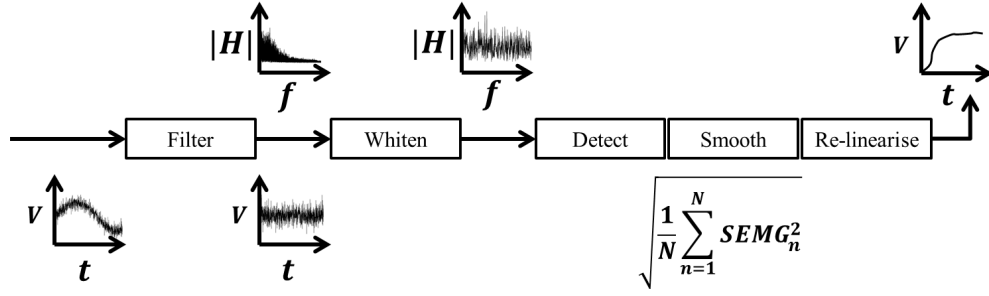 |H|
f
|H|
f
V
t
Filter
Whiten
Detect
Smooth
Re-linearise
V
t
V
t
√(1/N ∑_{n=1}^{N} SEMG_n^2)